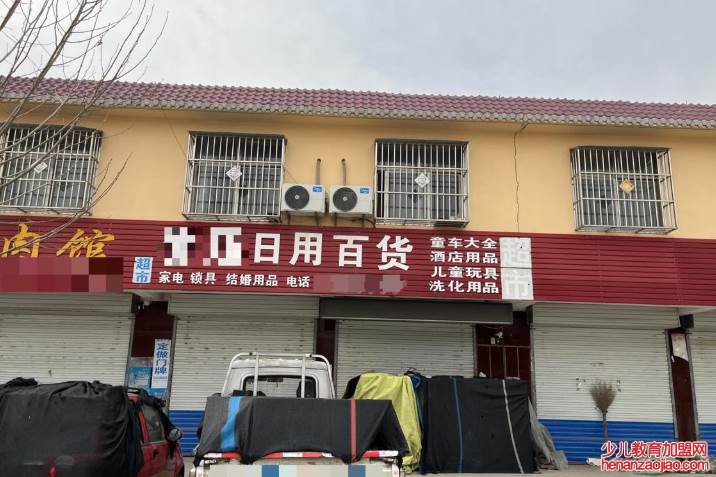 肉馆
超市
日用百货
家电 锁具 结婚用品 电话
童车大全
酒店用品
儿童玩具
洗化用品
超市
定做门牌
少儿教育加盟网
henanzaojiao.com